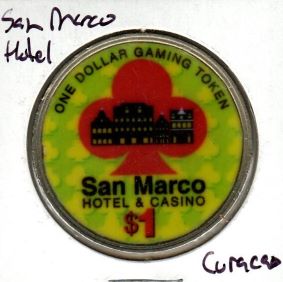 San Marco
Hotel
ONE DOLLAR GAMING TOKEN
San Marco
HOTEL & CASINO
$1
Curacao